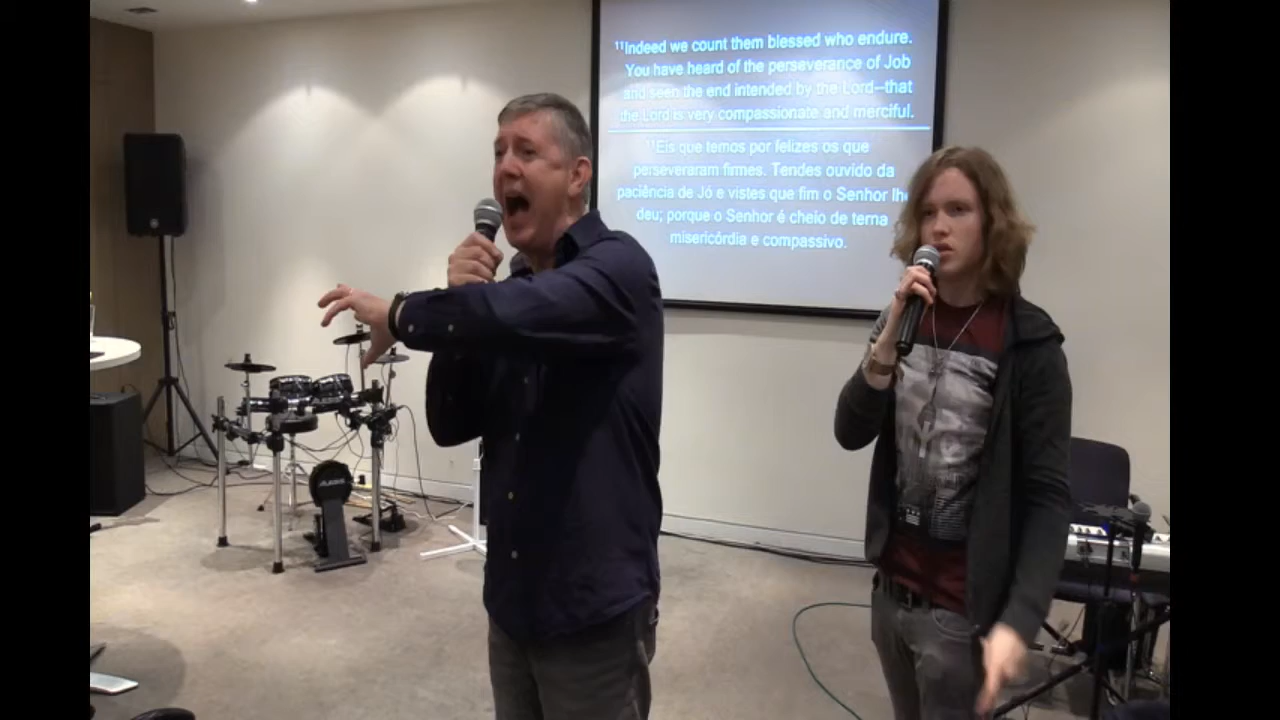 ¹¹Indeed we count them blessed who endure.
You have heard of the perseverance of Job
and seen the end intended by the Lord—that
the Lord is very compassionate and merciful.
¹¹Eis que temos por felizes os que
perseveraram firmes. Tendes ouvido da
paciência de Jó e vistes que fim o Senhor lhe
deu; porque o Senhor é cheio de terna
misericórdia e compassivo.
ALESIS